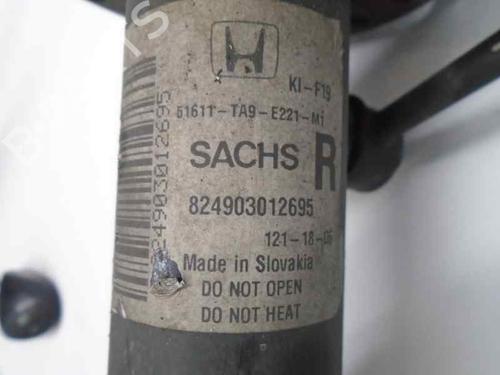 KI-F19
51611-TA9-E221-M1
SACHS R
824903012695
121-18-06
Made in Slovakia
DO NOT OPEN
DO NOT HEAT
824903012695